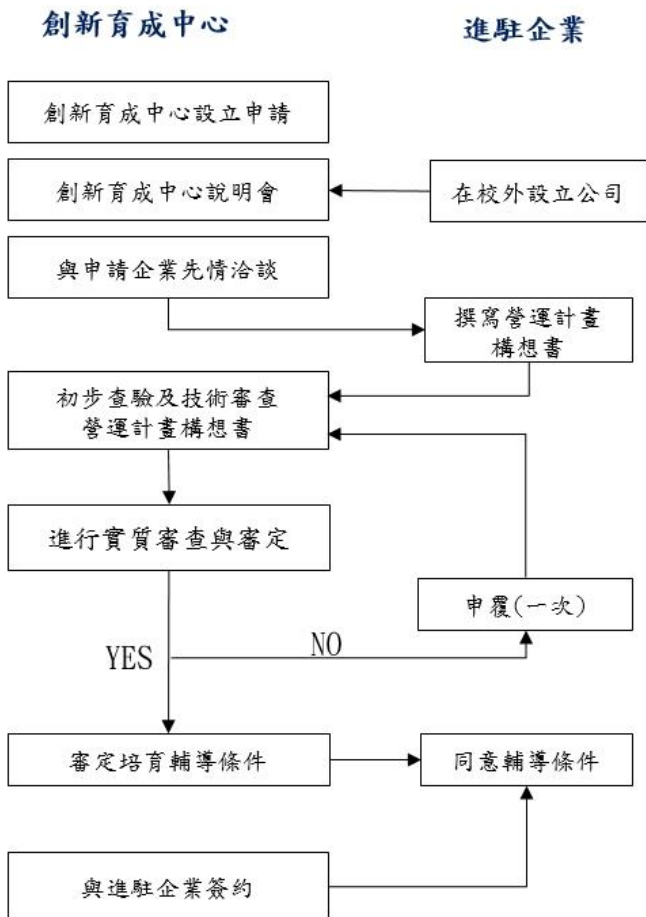 創新育成中心
進駐企業
創新育成中心設立申請
創新育成中心說明會
在校外設立公司
與申請企業先情洽談
撰寫營運計畫
構想書
初步查驗及技術審查
營運計畫構想書
進行實質審查與審定
申覆(一次)
YES
NO
審定培育輔導條件
同意輔導條件
與進駐企業簽約